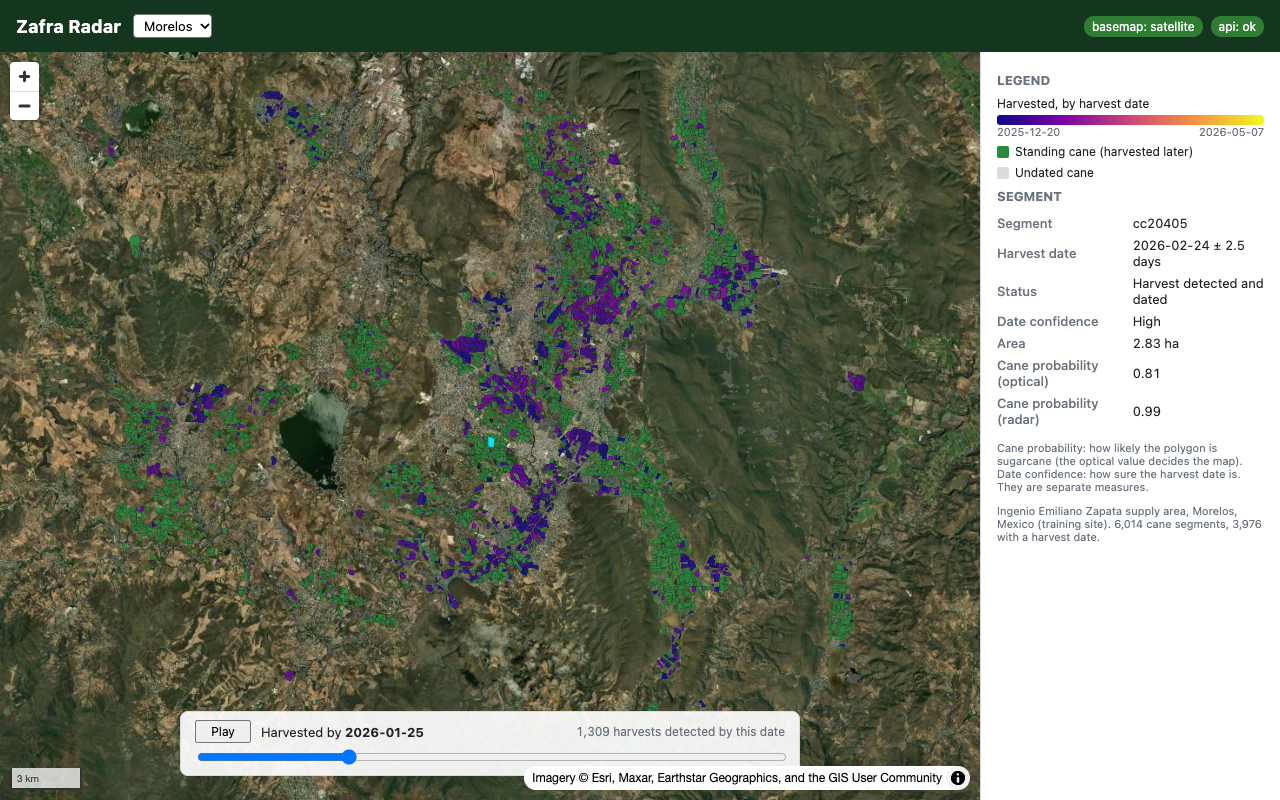 Zafra Radar
Morelos
basemap: satellite
api: ok
+
−
LEGEND
Harvested, by harvest date
2025-12-20 2026-05-07
Standing cane (harvested later)
Undated cane
SEGMENT
Segment cc20405
Harvest date 2026-02-24 ± 2.5
days
Status Harvest detected and
dated
Date confidence High
Area 2.83 ha
Cane probability
(optical) 0.81
Cane probability
(radar) 0.99
Cane probability: how likely the polygon is
sugarcane (the optical value decides the map).
Date confidence: how sure the harvest date is.
They are separate measures.
Ingenio Emiliano Zapata supply area, Morelos,
Mexico (training site). 6,014 cane segments, 3,976
with a harvest date.
Play
Harvested by 2026-01-25
1,309 harvests detected by this date
3 km
Imagery © Esri, Maxar, Earthstar Geographics, and the GIS User Community